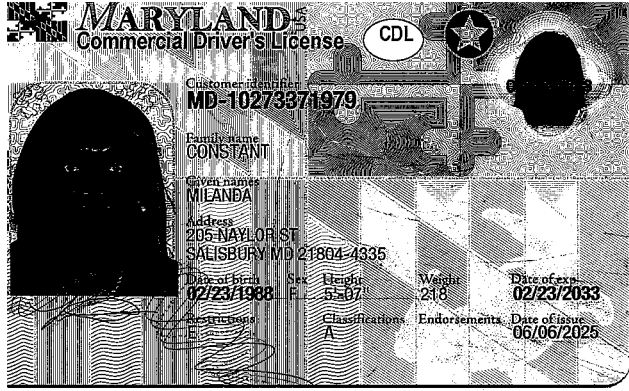 MARYLAND USA
Commercial Driver's License
CDL
Customer identifier
MD-10273371979
Family name
CONSTANT
Given names
MILANDA
Address
205 NAYLOR ST
SALISBURY MD 21804-4335
Date of birth Sex Height Weight Date of exp
02/23/1988 F 5'-07" 218 02/23/2033
Restrictions Classifications Endorsements Date of issue
A 06/06/2025